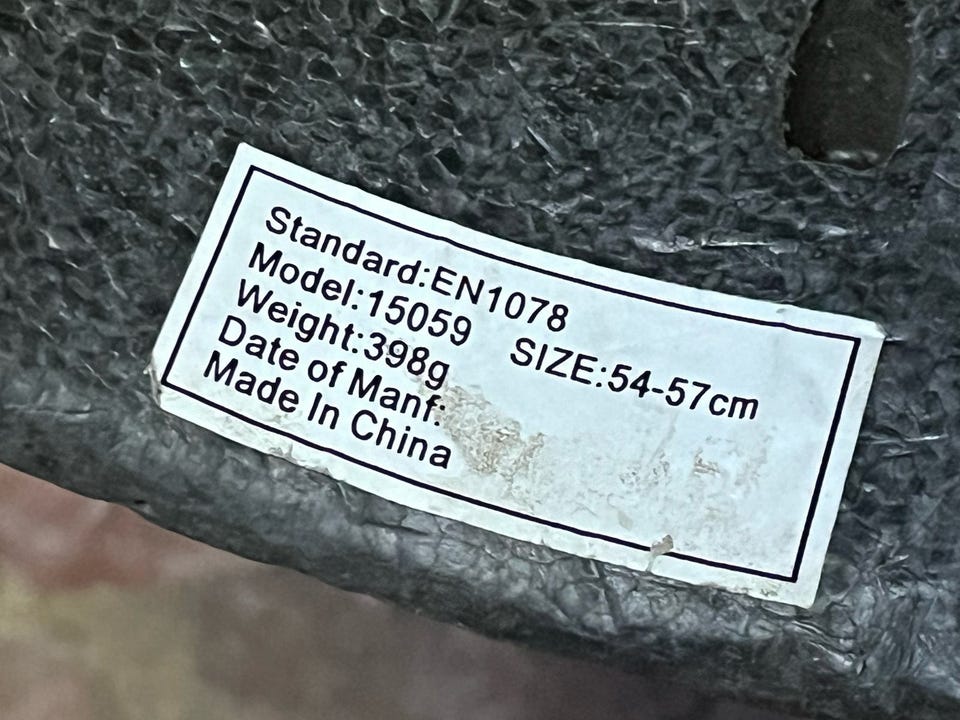 Standard:EN1078
Model:15059 SIZE:54-57cm
Weight:398g
Date of Manf:
Made In China